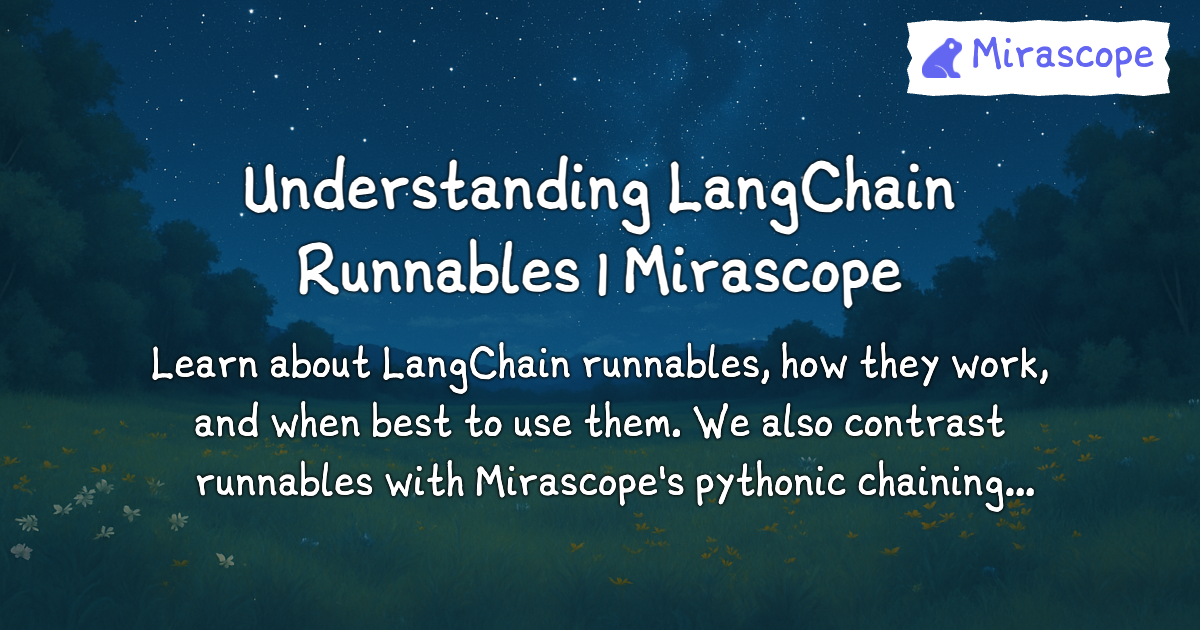 Mirascope
Understanding LangChain
Runnables | Mirascope
Learn about LangChain runnables, how they work,
and when best to use them. We also contrast
runnables with Mirascope's pythonic chaining...